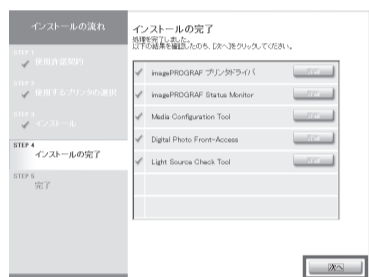 インストールの流れ
STEP 1
使用許諾契約
STEP 2
使用するプリンタの選択
STEP 3
インストール
STEP 4
インストールの完了
STEP 5
完了
インストールの完了
処理を完了しました。
以下の結果を確認したのち、[次へ]をクリックしてください。
imagePROGRAF プリンタドライバ
imagePROGRAF Status Monitor
Media Configuration Tool
Digital Photo Front-Access
Light Source Check Tool
次へ